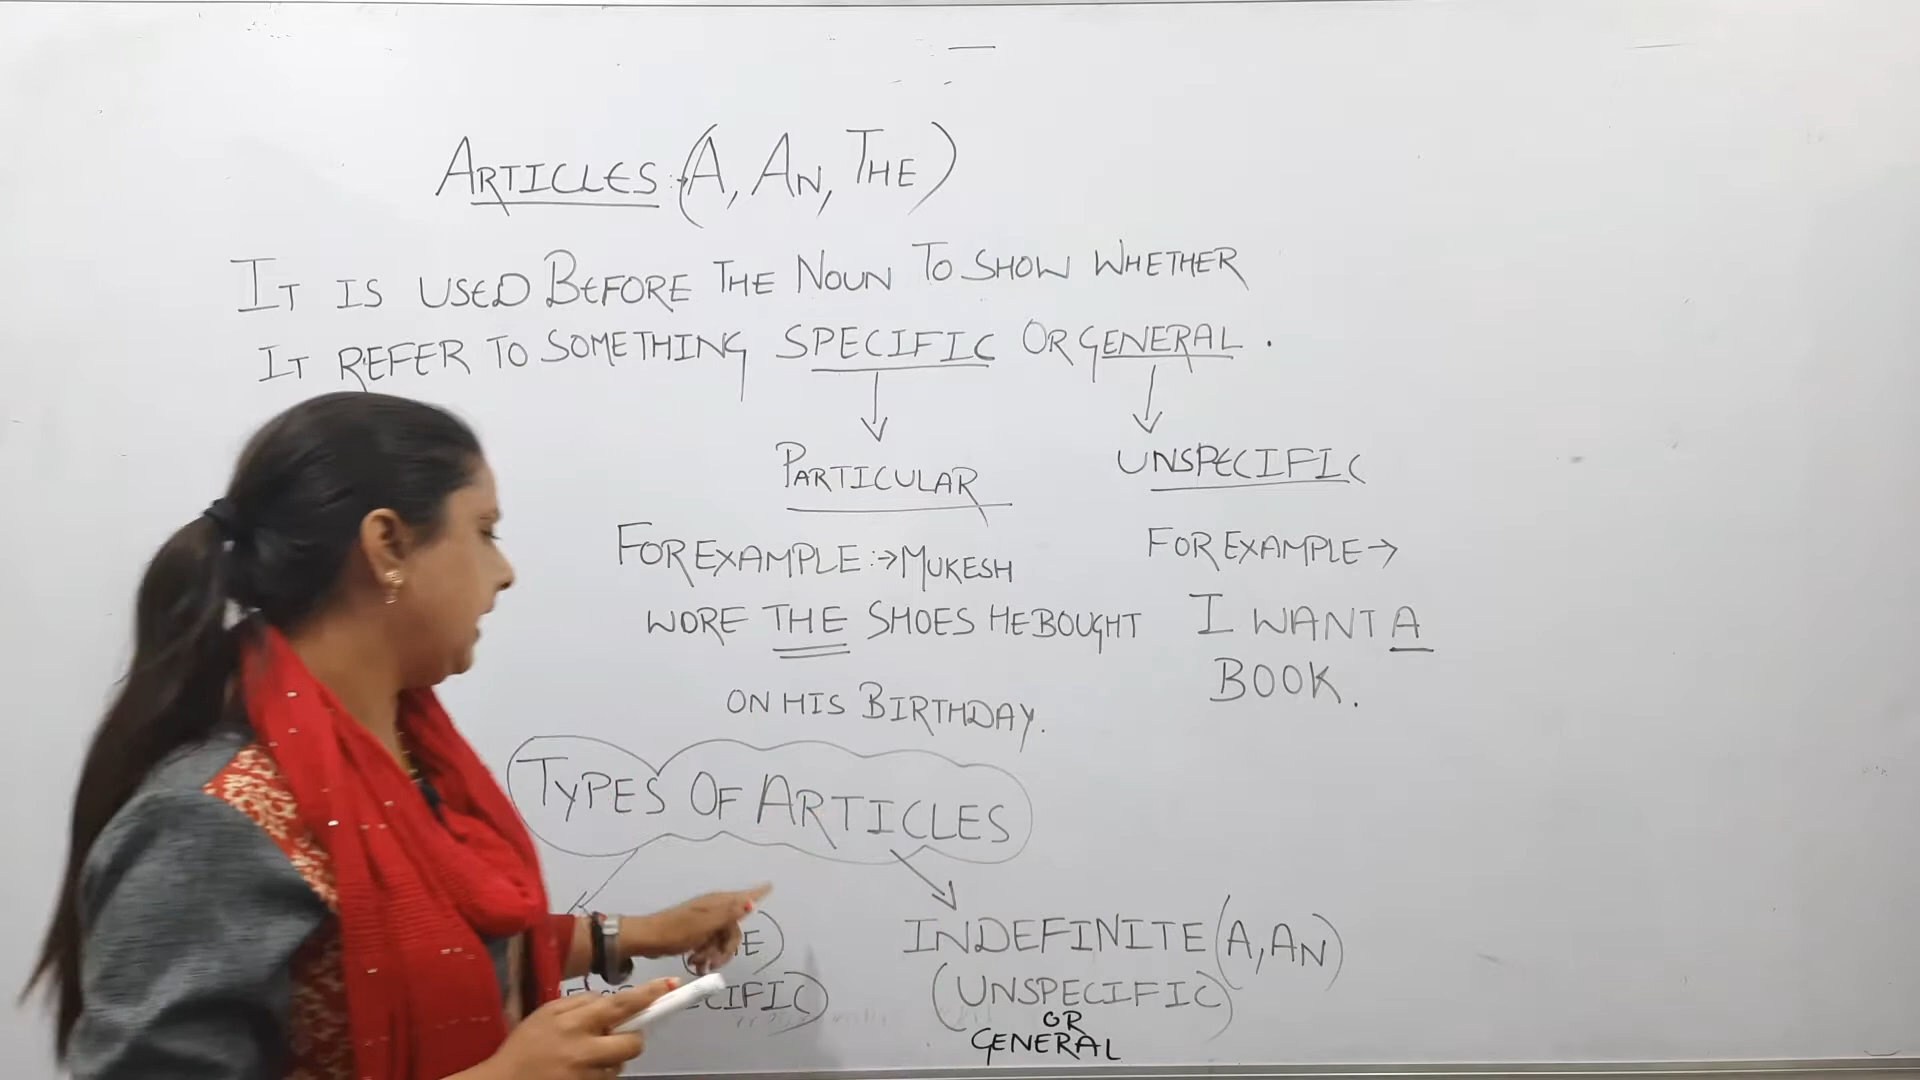 ARTICLES:-(A, AN, THE)
IT IS USED BEFORE THE NOUN TO SHOW WHETHER
IT REFER TO SOMETHING SPECIFIC OR GENERAL.
PARTICULAR
UNSPECIFIC
FOR EXAMPLE:→MUKESH
WORE THE SHOES HE BOUGHT
ON HIS BIRTHDAY.
FOR EXAMPLE→
I WANT A
BOOK.
TYPES OF ARTICLES
INDEFINITE (A, AN)
(UNSPECIFIC)
OR
GENERAL